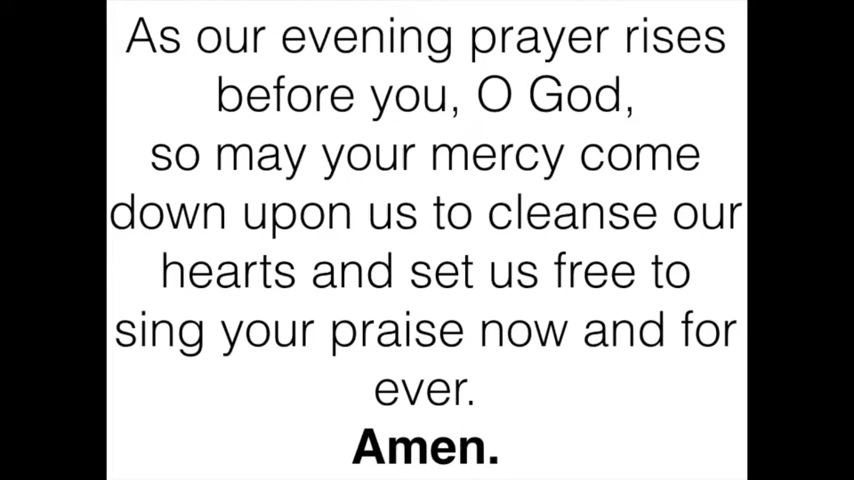 As our evening prayer rises
before you, O God,
so may your mercy come
down upon us to cleanse our
hearts and set us free to
sing your praise now and for
ever.
Amen.